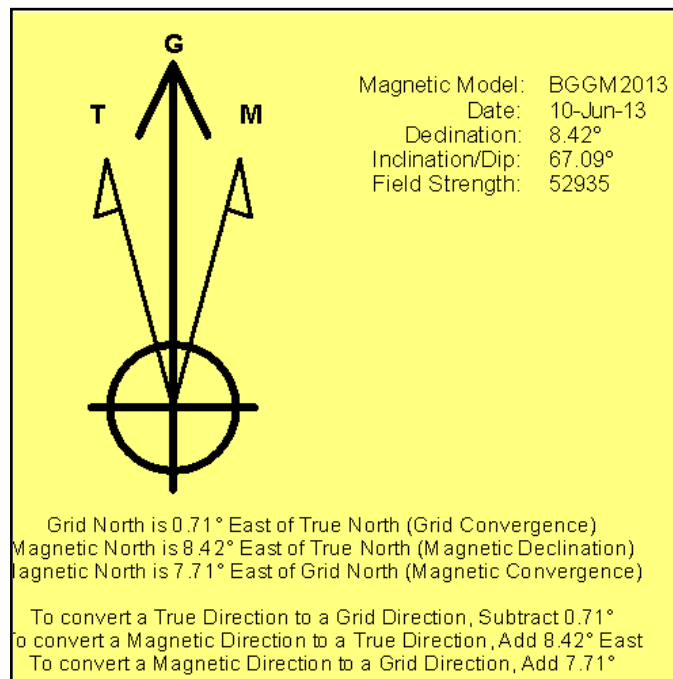 G
T
M
Magnetic Model: BGGM2013
Date: 10-Jun-13
Declination: 8.42°
Inclination/Dip: 67.09°
Field Strength: 52935
Grid North is 0.71° East of True North (Grid Convergence)
Magnetic North is 8.42° East of True North (Magnetic Declination)
Magnetic North is 7.71° East of Grid North (Magnetic Convergence)
To convert a True Direction to a Grid Direction, Subtract 0.71°
To convert a Magnetic Direction to a True Direction, Add 8.42° East
To convert a Magnetic Direction to a Grid Direction, Add 7.71°